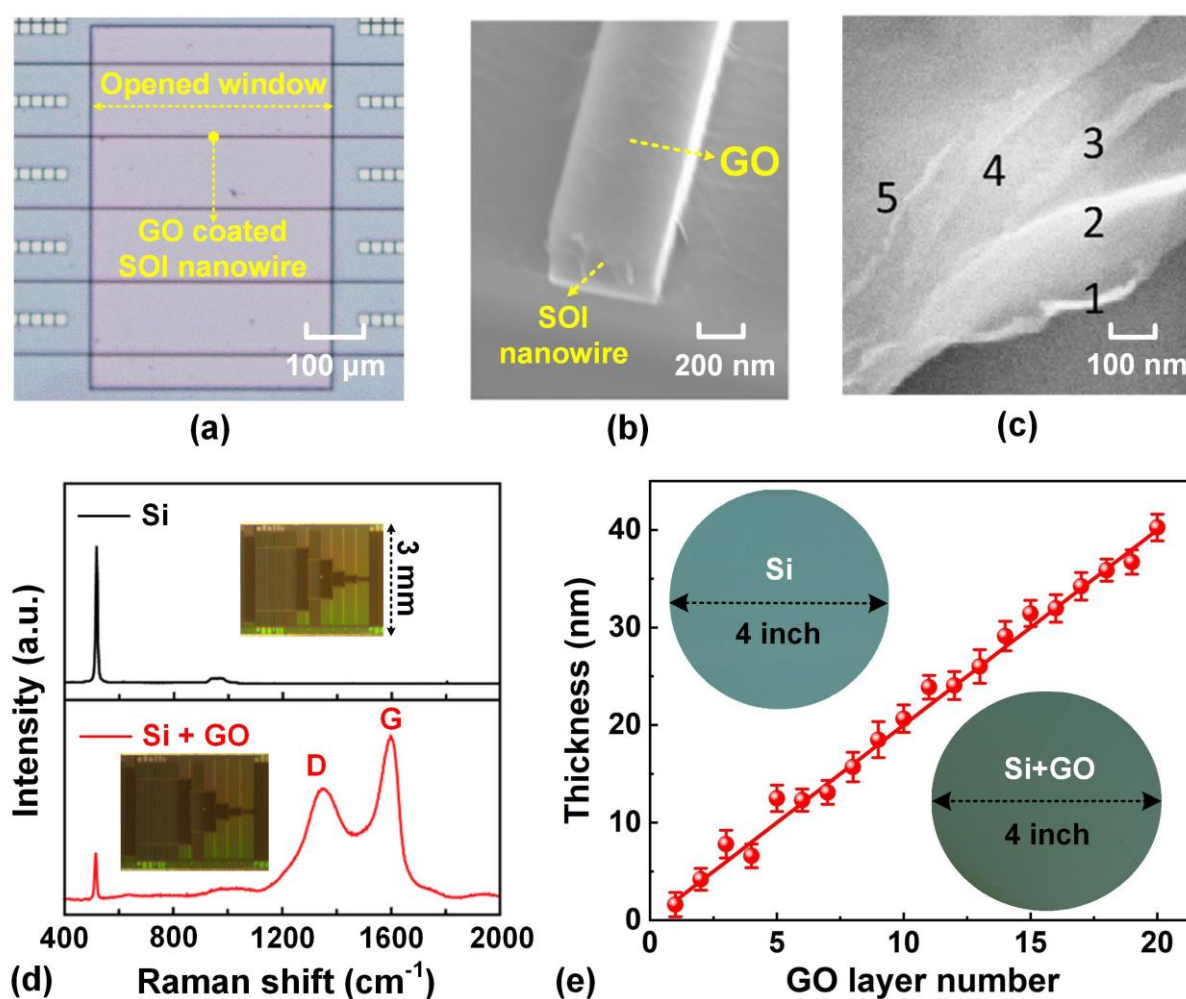 Opened window
GO coated
SOI nanowire
100 µm
(a)
GO
SOI
nanowire
200 nm
(b)
1
2
3
4
5
100 nm
(c)
Intensity (a.u.)
Si
3 mm
Si + GO
D
G
400 800 1200 1600 2000
Raman shift (cm⁻¹)
(d)
Thickness (nm)
40
30
20
10
0
Si
4 inch
Si+GO
4 inch
0 5 10 15 20
GO layer number
(e)